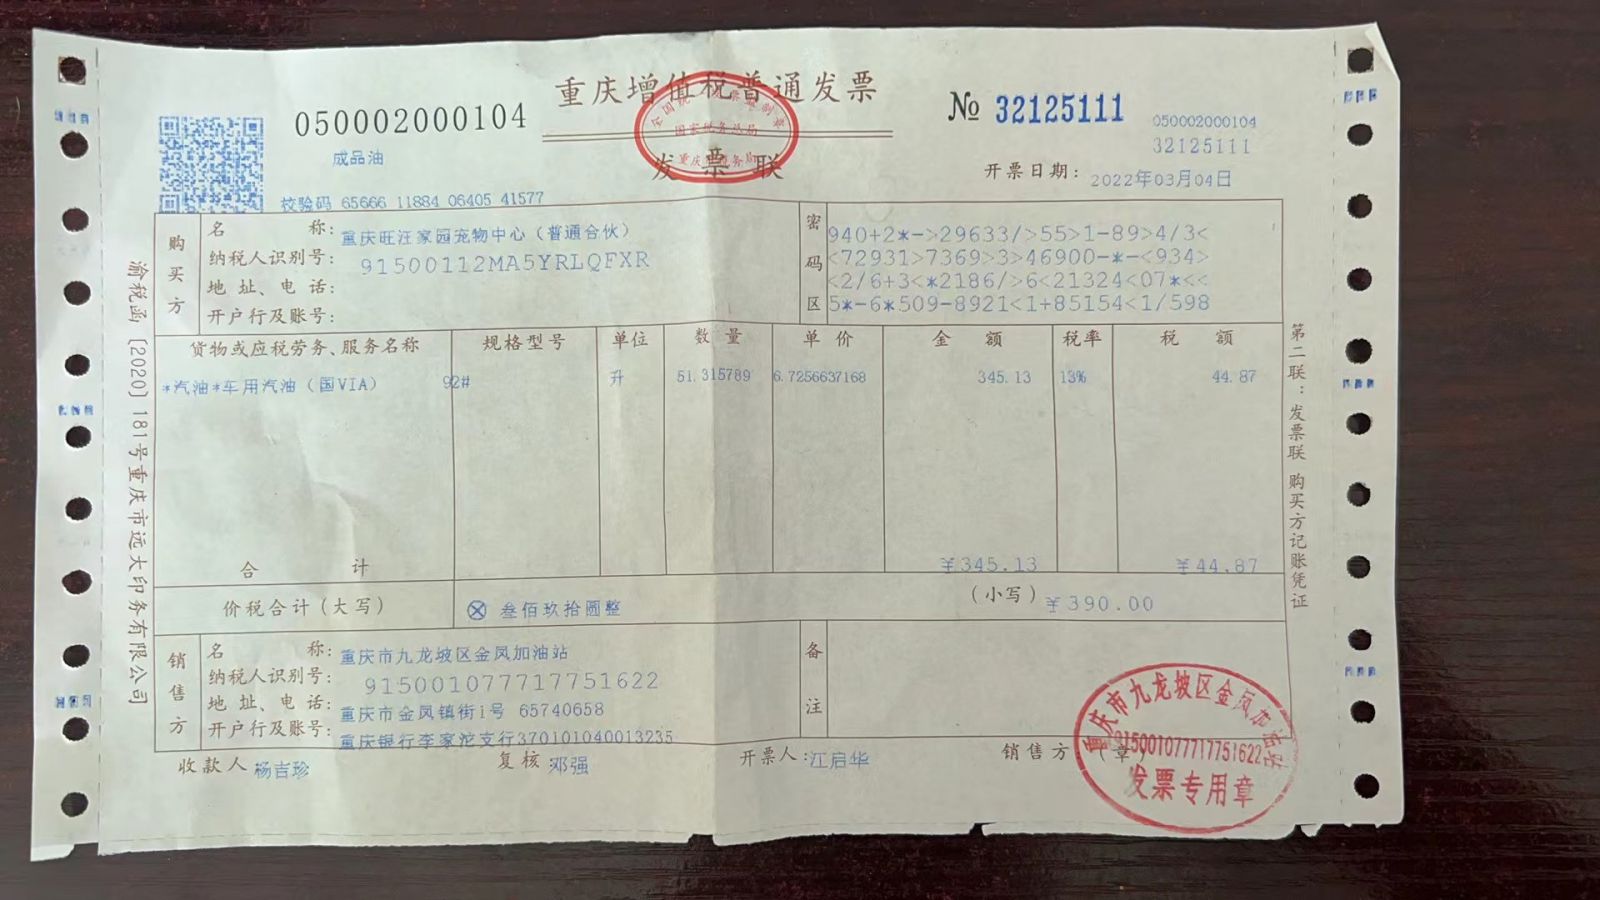 重庆增值税普通发票
发票联
050002000104
成品油
№ 32125111
050002000104
32125111
开票日期: 2022年03月04日
校验码 65666 11884 06405 41577
购买方
名 称: 重庆旺汪家园宠物中心（普通合伙）
纳税人识别号: 91500112MA5YRLQFXR
地 址、电 话:
开户行及账号:
密码区
940+2*->29633/>55>1-89>4/3<
<72931>7369>3>46900-*-<934>
<2/6+3<*2186/>6<21324<07*<<
5*-6*509-8921<1+85154<1/598
货物或应税劳务、服务名称 规格型号 单位 数 量 单 价 金 额 税率 税 额
*汽油*车用汽油（国VIA） 92# 升 51.315789 6.7256637168 345.13 13% 44.87
合 计 ¥345.13 ¥44.87
价税合计(大写) ⊗ 叁佰玖拾圆整 (小写) ¥390.00
销售方
名 称: 重庆市九龙坡区金凤加油站
纳税人识别号: 915001077717751622
地 址、电 话: 重庆市金凤镇街1号 65740658
开户行及账号: 重庆银行李家沱支行370101040013235
备注
收款人 杨吉珍 复核 邓强 开票人: 江启华 销售方（章）
重庆市九龙坡区金凤加油站
915001077717751622
发票专用章
渝税函 [2020] 181号重庆市远大印务有限公司
第二联: 发票联 购买方记账凭证
国家税务总局